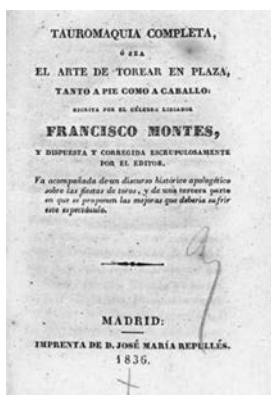 TAUROMAQUIA COMPLETA,
Ó SEA
EL ARTE DE TOREAR EN PLAZA,
TANTO A PIE COMO A CABALLO:
ESCRITA POR EL CÉLEBRE LIDIADOR
FRANCISCO MONTES,
Y DISPUESTA Y CORREGIDA ESCRUPULOSAMENTE
POR EL EDITOR.
Va acompañada de un discurso histórico apologético
sobre las fiestas de toros, y de una tercera parte
en que se proponen las mejoras que debería sufrir
este espectáculo.
MADRID:
IMPRENTA DE D. JOSÉ MARÍA REPULLÉS.
1836.